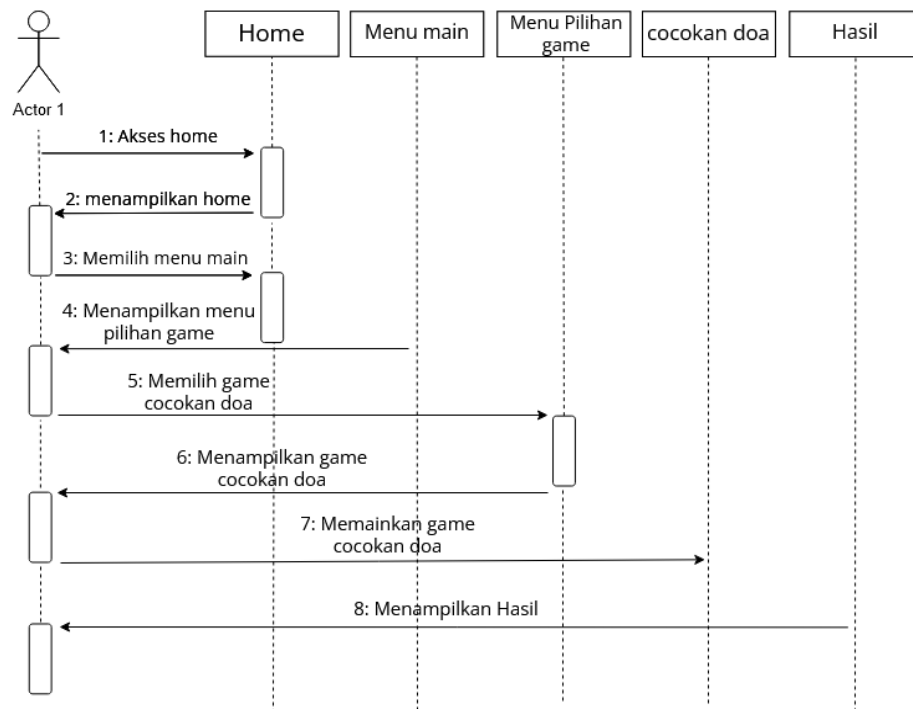 Home
Menu main
Menu Pilihan
game
cocokan doa
Hasil
Actor 1
1: Akses home
2: menampilkan home
3: Memilih menu main
4: Menampilkan menu
pilihan game
5: Memilih game
cocokan doa
6: Menampilkan game
cocokan doa
7: Memainkan game
cocokan doa
8: Menampilkan Hasil